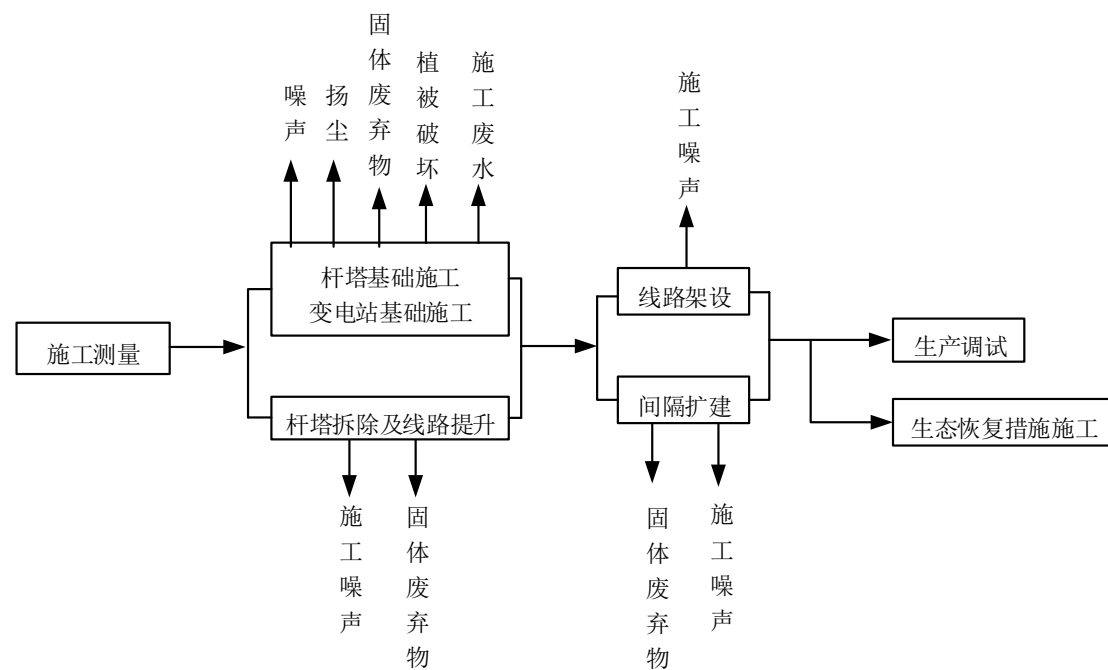 噪声
扬尘
固体废弃物
植被破坏
施工废水
施工噪声
杆塔基础施工
变电站基础施工
线路架设
施工测量
生产调试
杆塔拆除及线路提升
间隔扩建
生态恢复措施施工
施工噪声
固体废弃物
固体废弃物
施工噪声